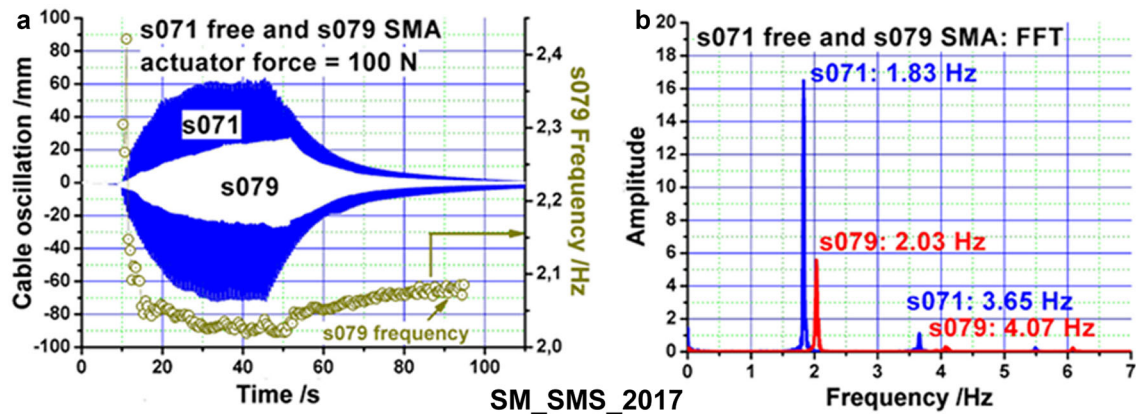 a
s071 free and s079 SMA
actuator force = 100 N
s071
s079
s079 frequency
Cable oscillation /mm
100
80
60
40
20
0
-20
-40
-60
-80
-100
0
20
40
60
80
100
Time /s
2,4
2,3
2,2
2,1
2,0
s079 Frequency /Hz
b
s071 free and s079 SMA: FFT
s071: 1.83 Hz
s079: 2.03 Hz
s071: 3.65 Hz
s079: 4.07 Hz
Amplitude
20
18
16
14
12
10
8
6
4
2
0
0
1
2
3
4
5
6
7
Frequency /Hz
SM_SMS_2017